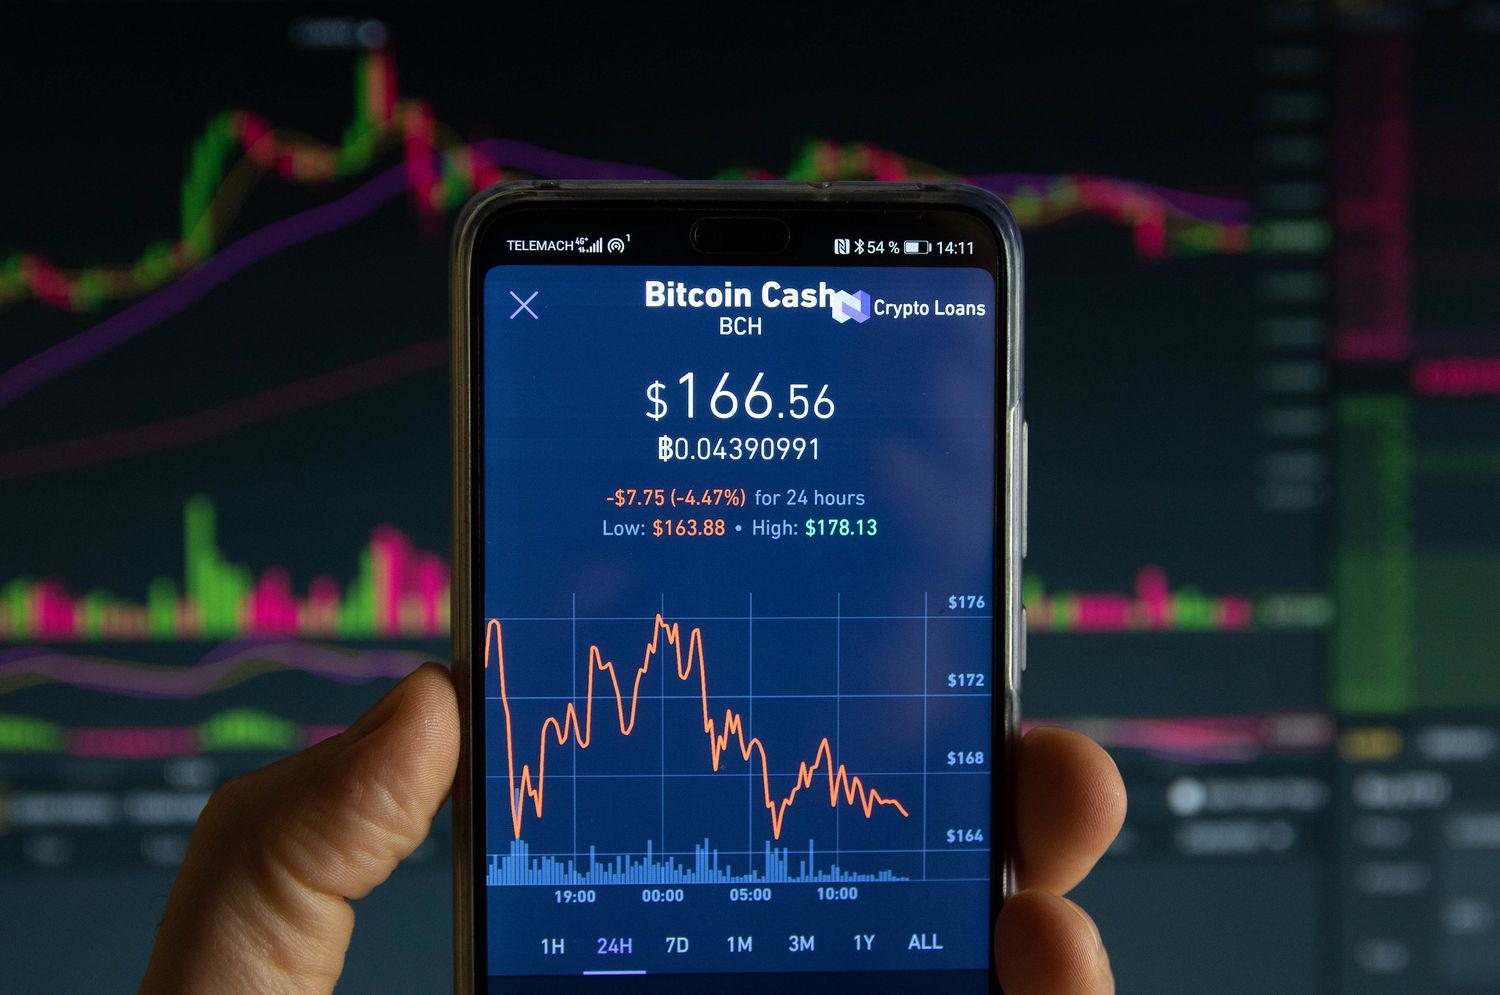 TELEMACH 4G+ 1 54 % 14:11
Bitcoin Cash
Crypto Loans
BCH
$166.56
฿0.04390991
-$7.75 (-4.47%) for 24 hours
Low: $163.88 • High: $178.13
$176
$172
$168
$164
19:00 00:00 05:00 10:00
1H 24H 7D 1M 3M 1Y ALL